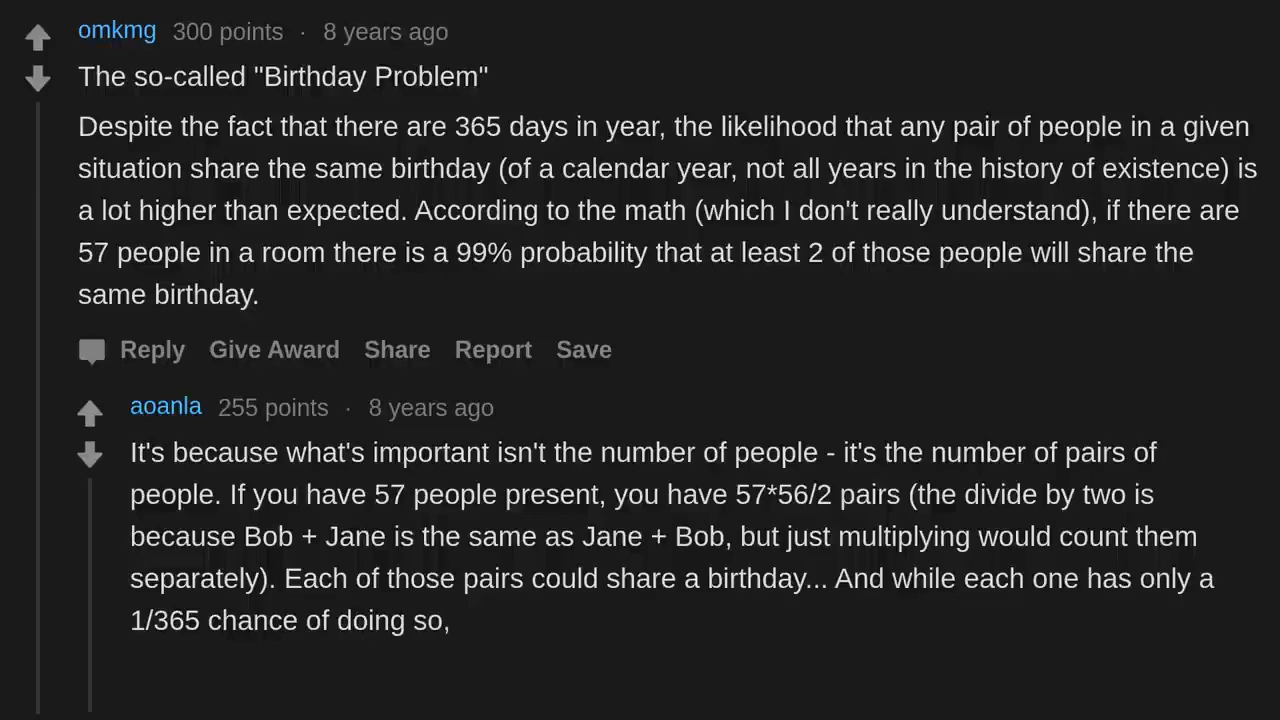 omkmg 300 points · 8 years ago
The so-called "Birthday Problem"
Despite the fact that there are 365 days in year, the likelihood that any pair of people in a given
situation share the same birthday (of a calendar year, not all years in the history of existence) is
a lot higher than expected. According to the math (which I don't really understand), if there are
57 people in a room there is a 99% probability that at least 2 of those people will share the
same birthday.
Reply Give Award Share Report Save
aoanla 255 points · 8 years ago
It's because what's important isn't the number of people - it's the number of pairs of
people. If you have 57 people present, you have 57*56/2 pairs (the divide by two is
because Bob + Jane is the same as Jane + Bob, but just multiplying would count them
separately). Each of those pairs could share a birthday... And while each one has only a
1/365 chance of doing so,